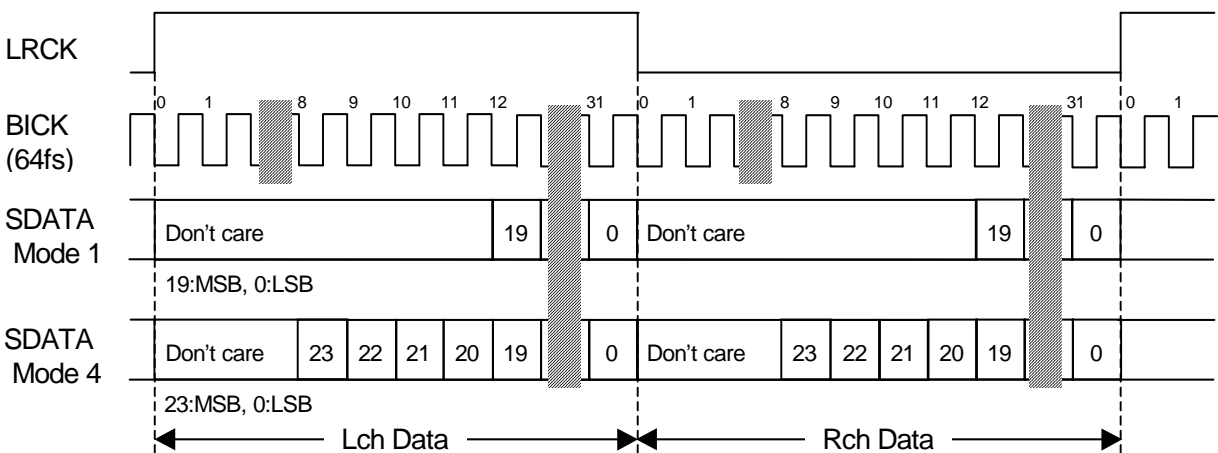 LRCK
0 1 8 9 10 11 12 31 0 1 8 9 10 11 12 31 0 1
BICK
(64fs)
SDATA
Mode 1
Don't care 19 0 Don't care 19 0
19:MSB, 0:LSB
SDATA
Mode 4
Don't care 23 22 21 20 19 0 Don't care 23 22 21 20 19 0
23:MSB, 0:LSB
Lch Data Rch Data